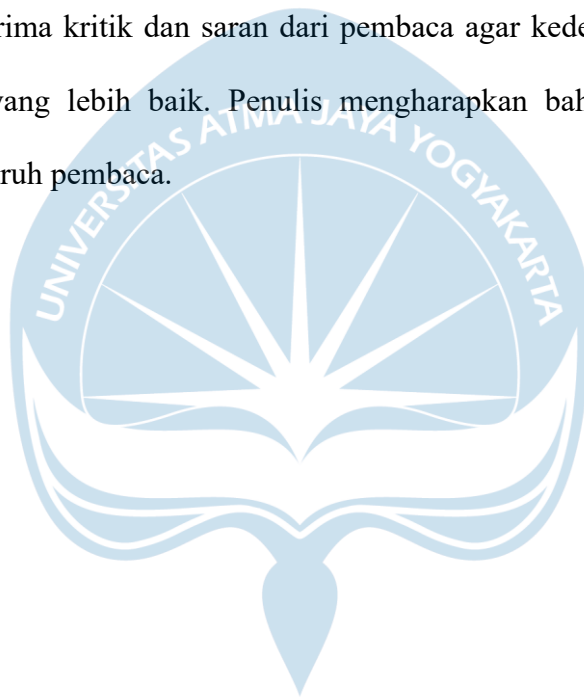 rima kritik dan saran dari pembaca agar kede
yang lebih baik. Penulis mengharapkan bah
ruh pembaca.
UNIVERSITAS ATMA JAYA YOGYAKARTA